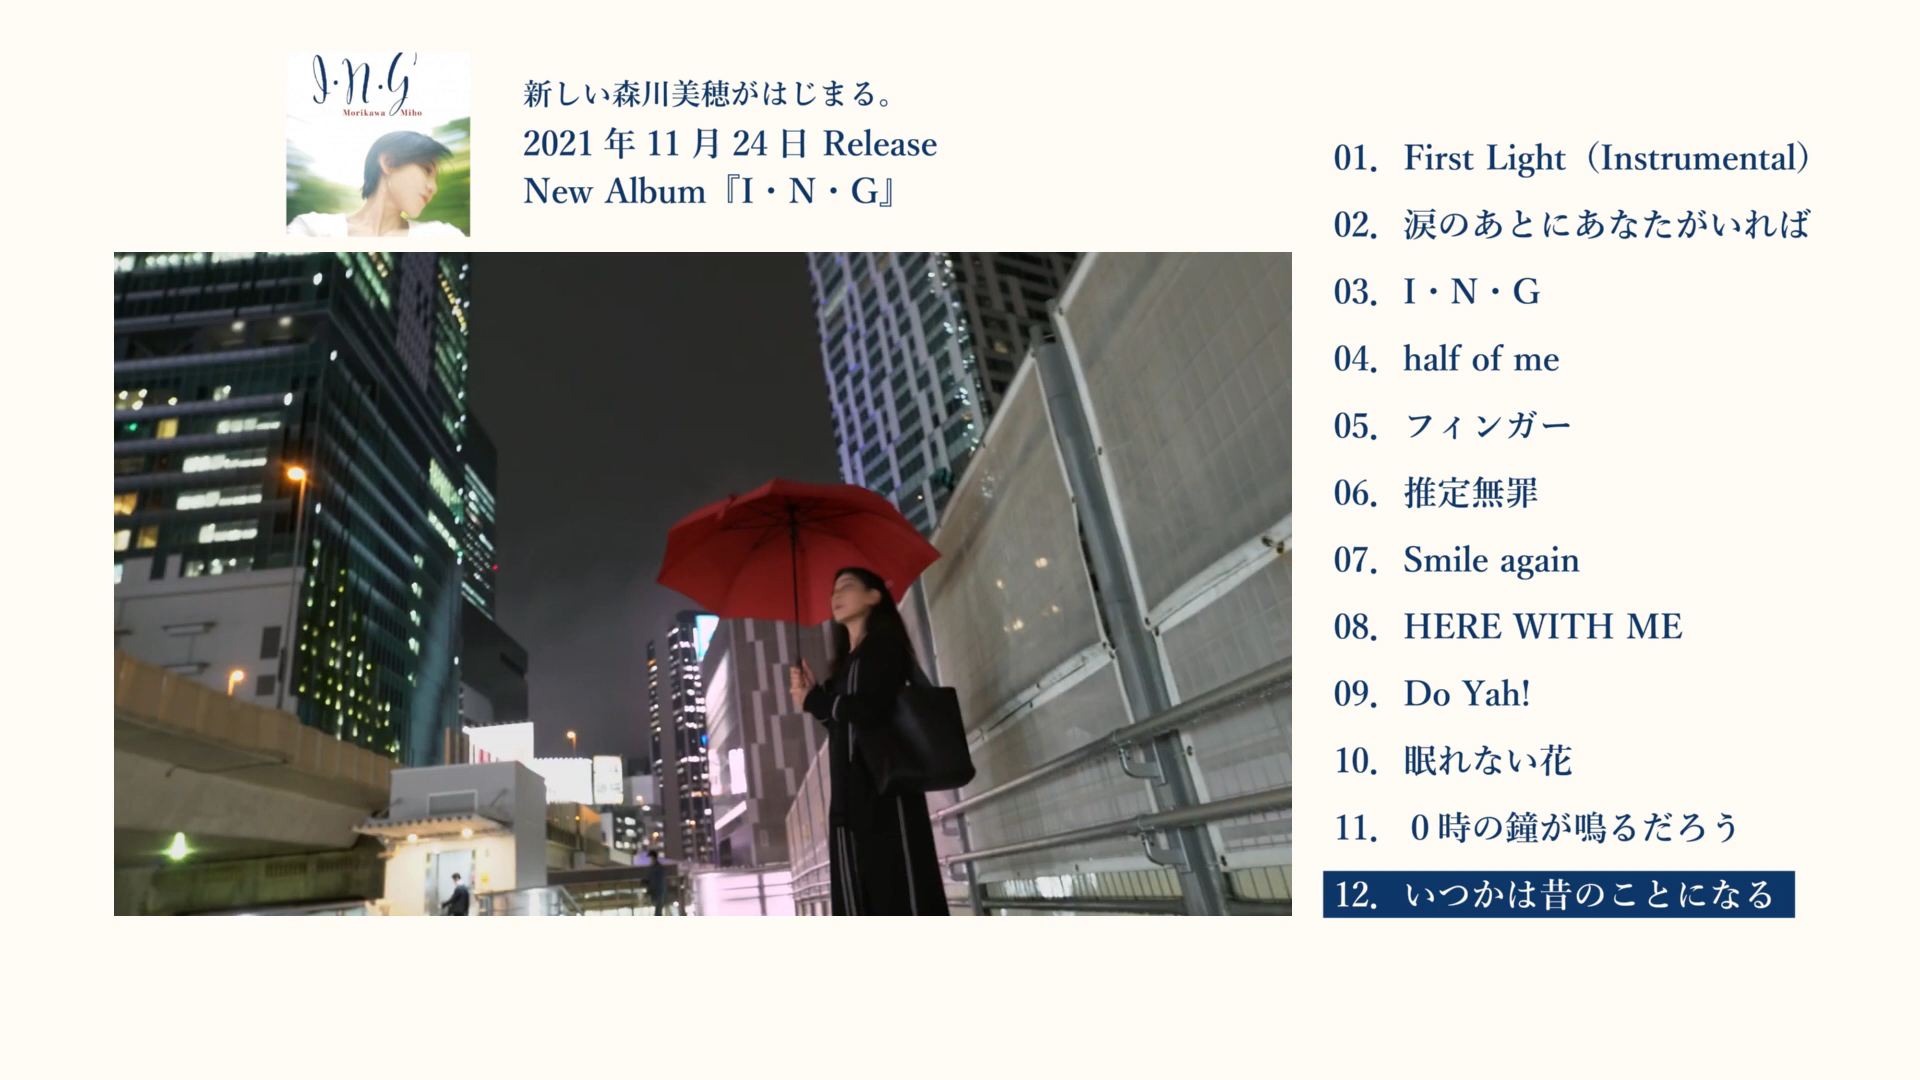 I・N・G
Morikawa Miho
新しい森川美穂がはじまる。
2021年11月24日 Release
New Album『I・N・G』
01. First Light（Instrumental）
02. 涙のあとにあなたがいれば
03. I・N・G
04. half of me
05. フィンガー
06. 推定無罪
07. Smile again
08. HERE WITH ME
09. Do Yah!
10. 眠れない花
11. ０時の鐘が鳴るだろう
12. いつかは昔のことになる